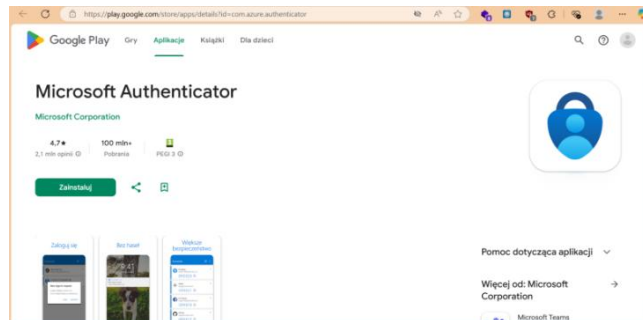 https://play.google.com/store/apps/details?id=com.azure.authenticator
Google Play Gry Aplikacje Książki Dla dzieci
Microsoft Authenticator
Microsoft Corporation
4,7★ 100 mln+
2,1 mln opinii Pobrania PEGI 3
Zainstaluj
Zaloguj się Bez haseł Większe bezpieczeństwo
Pomoc dotycząca aplikacji
Więcej od: Microsoft
Corporation
Microsoft Teams